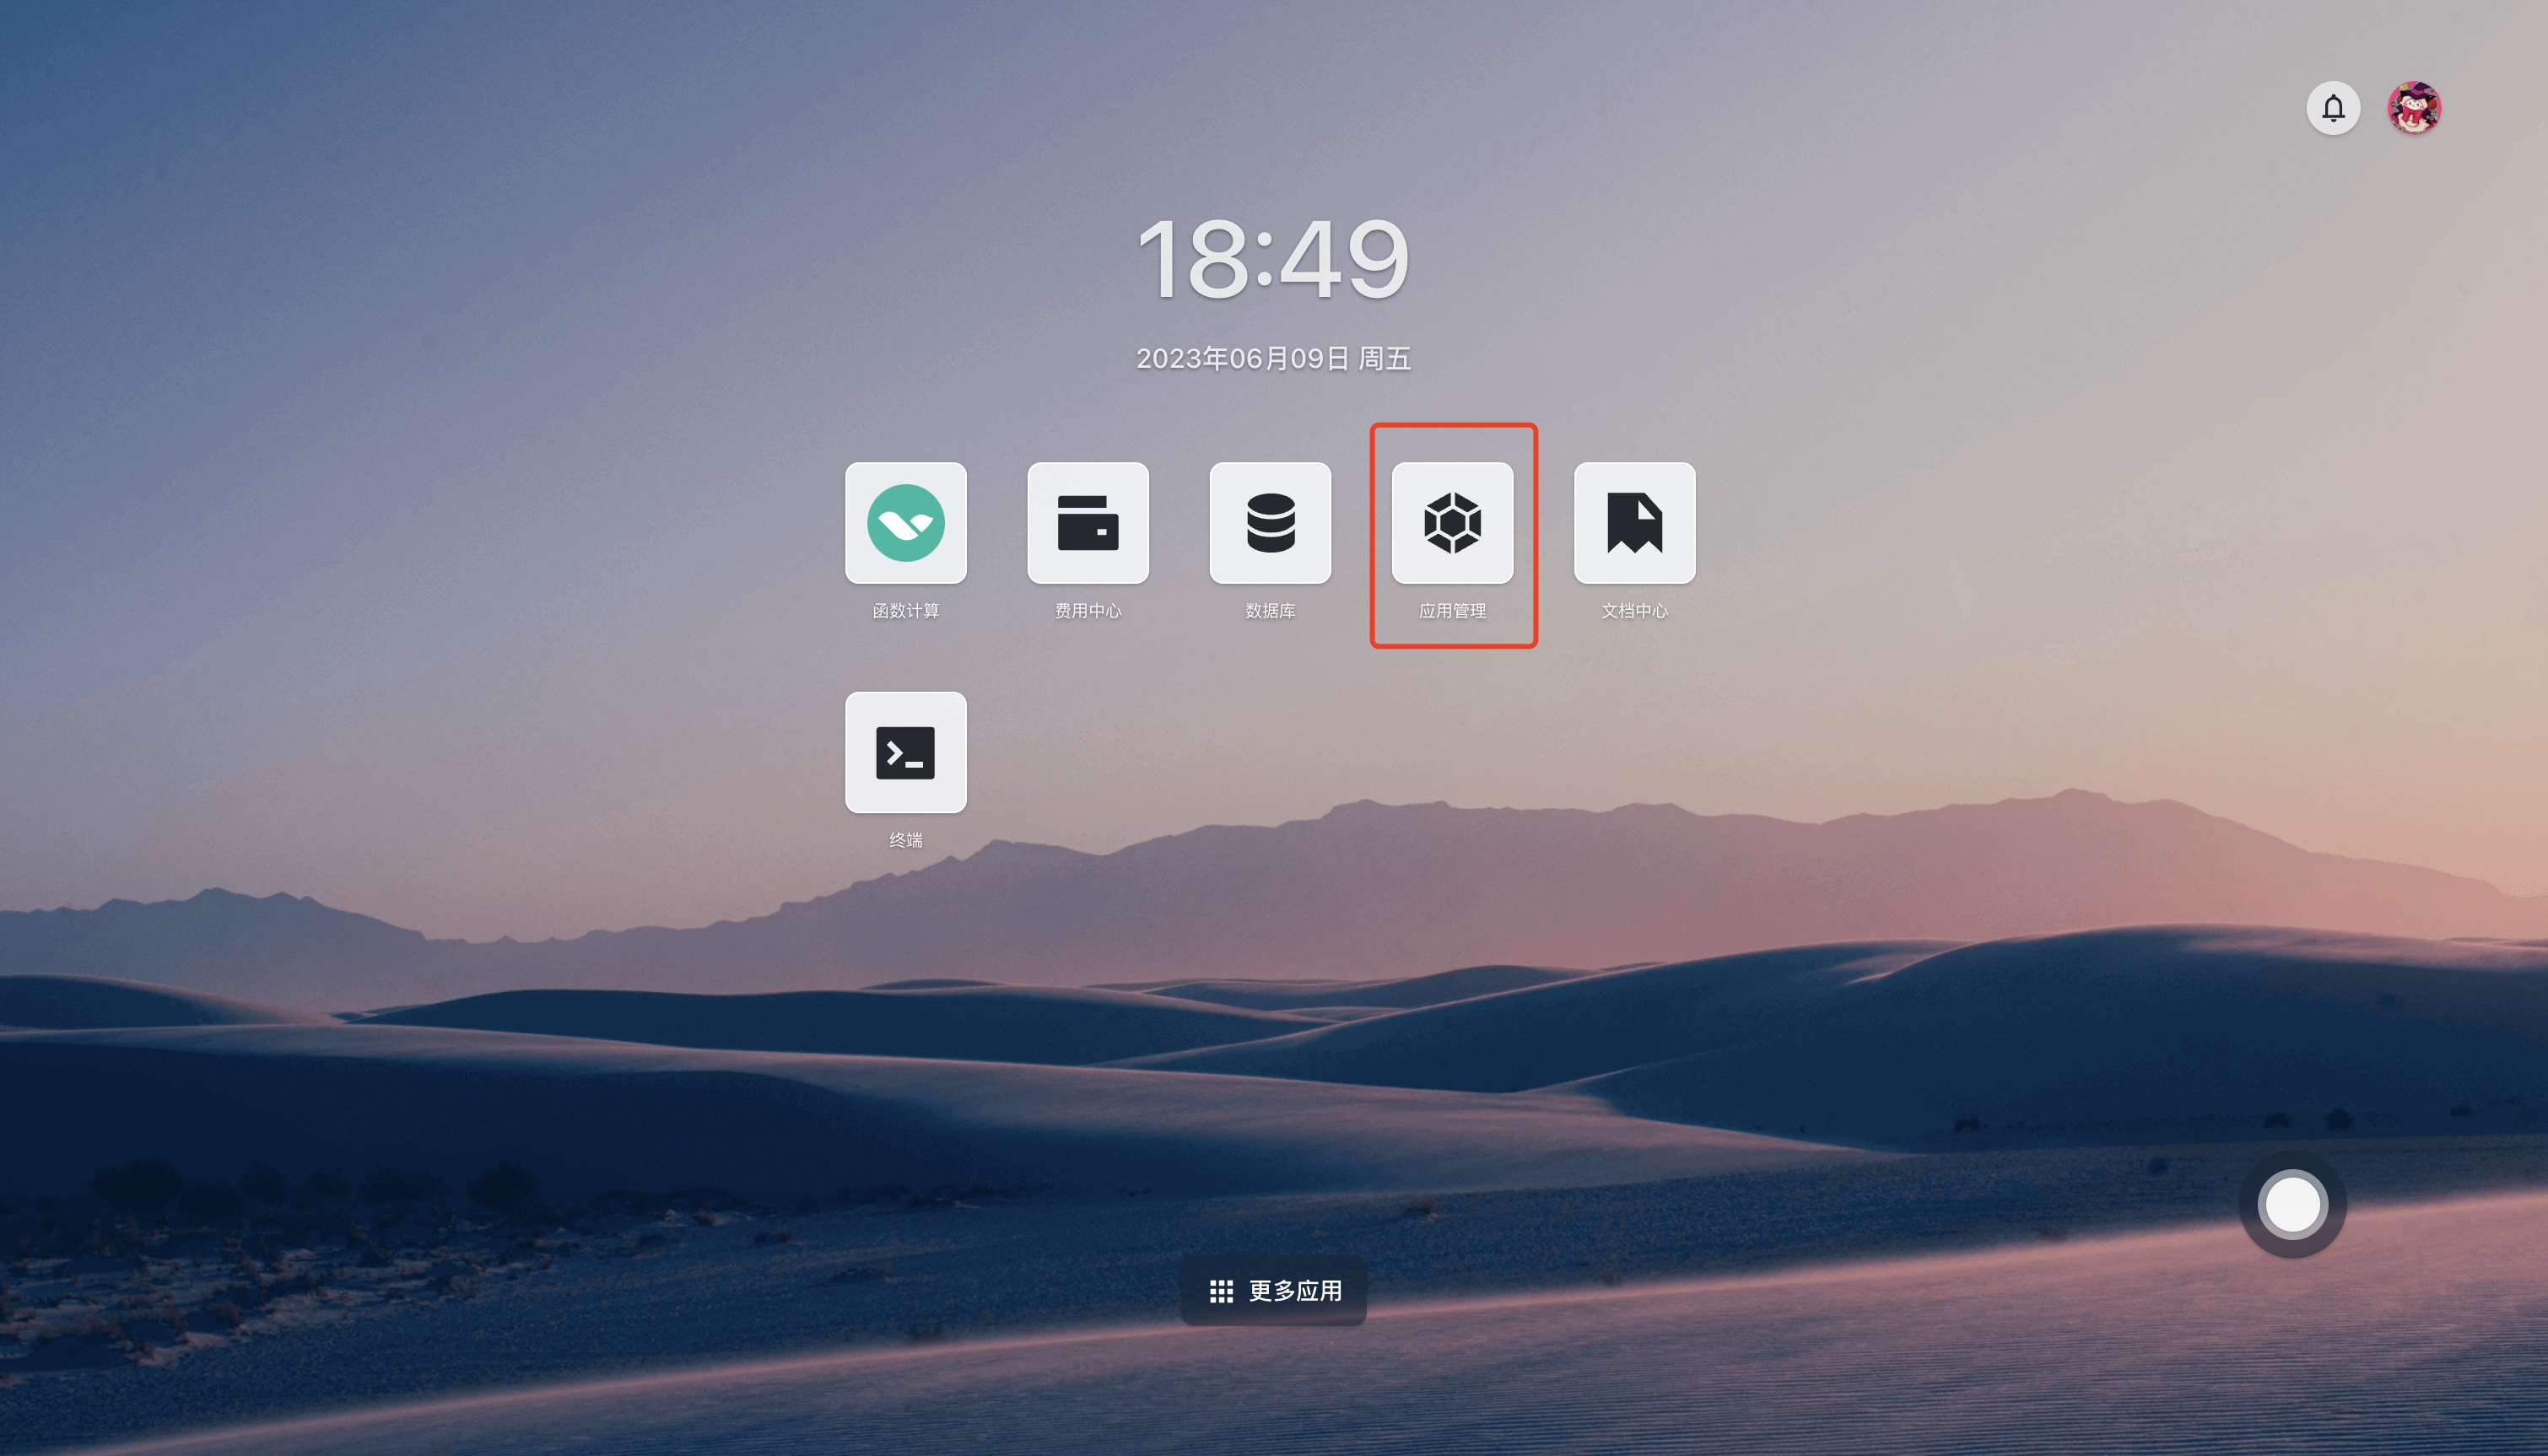 18:49
2023年06月09日 周五
函数计算
费用中心
数据库
应用管理
文档中心
终端
更多应用